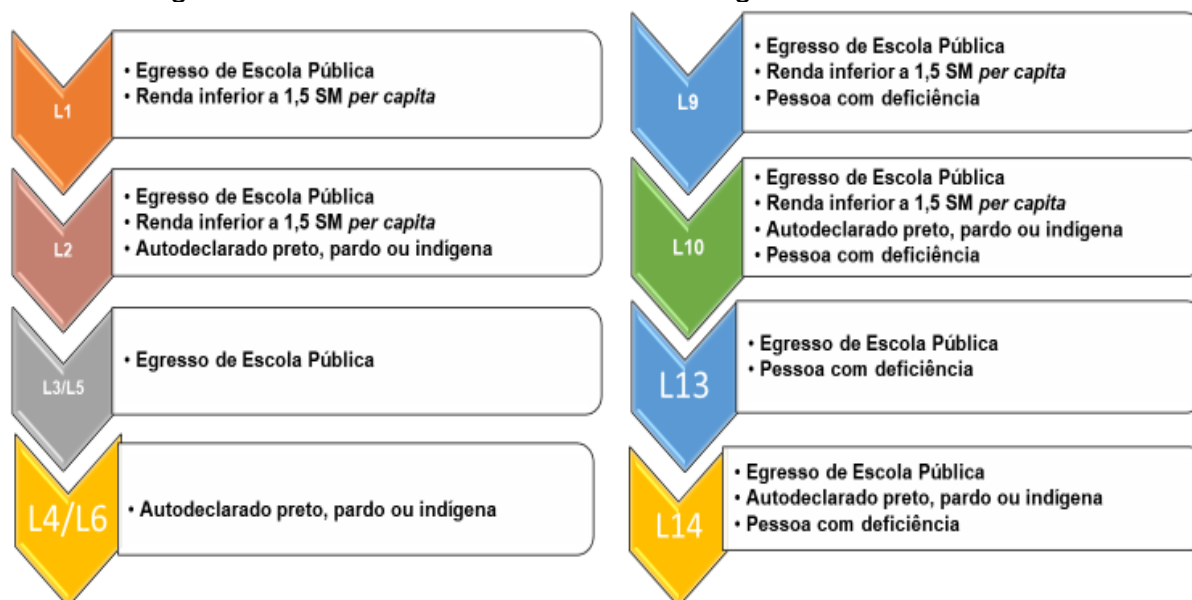 L1
• Egresso de Escola Pública
• Renda inferior a 1,5 SM per capita
L2
• Egresso de Escola Pública
• Renda inferior a 1,5 SM per capita
• Autodeclarado preto, pardo ou indígena
L3/L5
• Egresso de Escola Pública
L4/L6
• Autodeclarado preto, pardo ou indígena
L9
• Egresso de Escola Pública
• Renda inferior a 1,5 SM per capita
• Pessoa com deficiência
L10
• Egresso de Escola Pública
• Renda inferior a 1,5 SM per capita
• Autodeclarado preto, pardo ou indígena
• Pessoa com deficiência
L13
• Egresso de Escola Pública
• Pessoa com deficiência
L14
• Egresso de Escola Pública
• Autodeclarado preto, pardo ou indígena
• Pessoa com deficiência